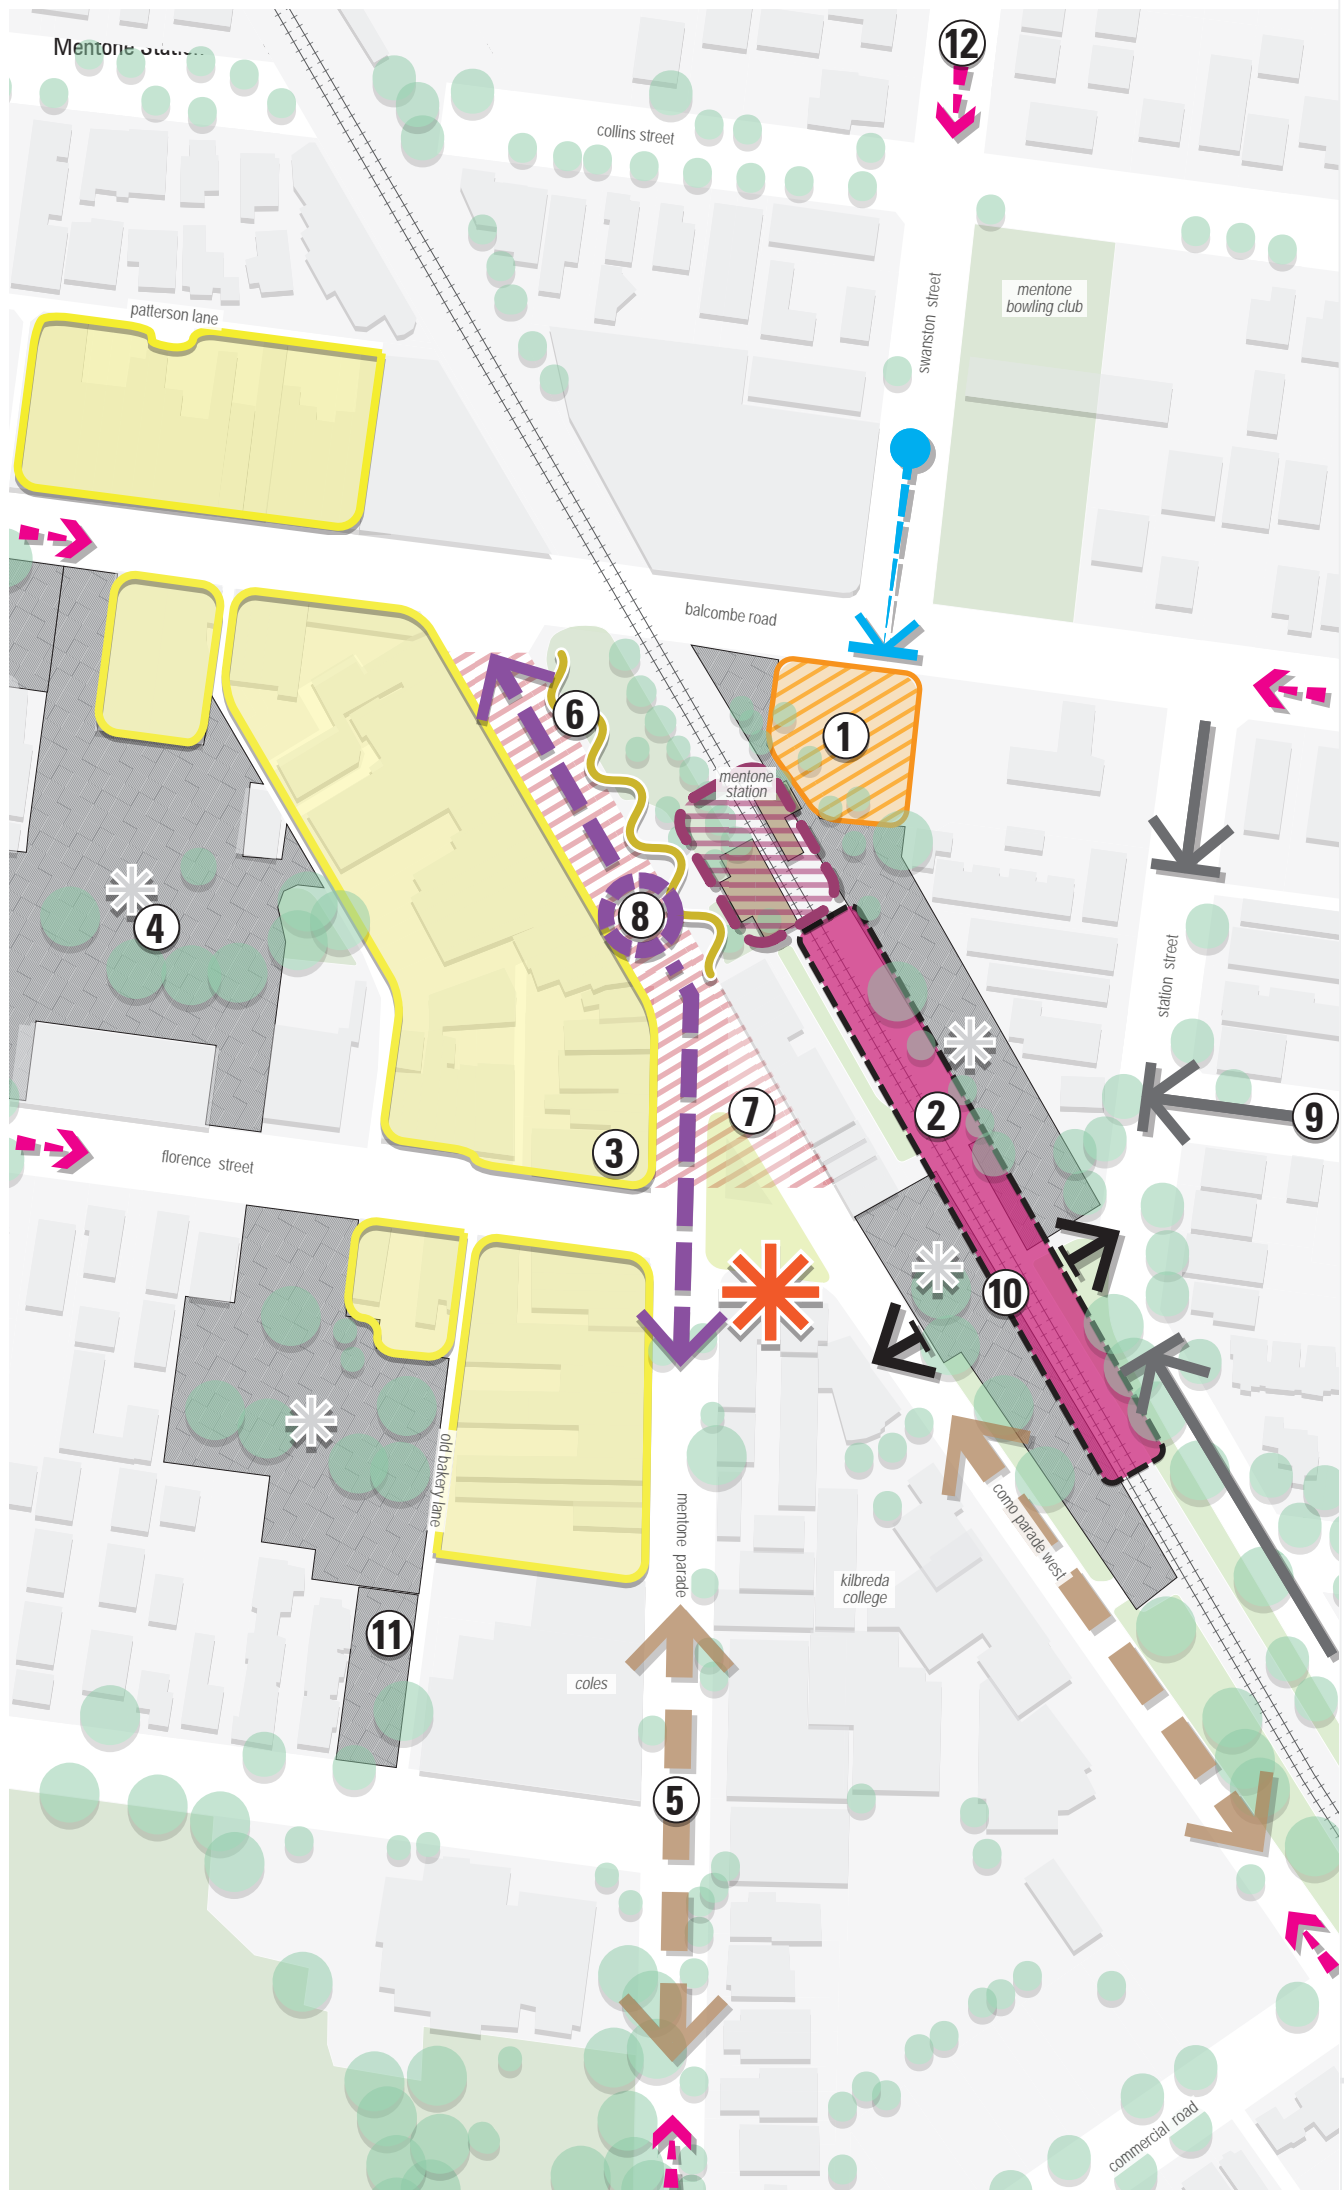 Mentone Station
12
collins street
mentone
bowling club
patterson lane
swanston street
balcombe road
6
1
mentone
station
8
4
station street
2
7
9
3
florence street
10
old bakery lane
mentone parade
como parade west
kilbreda
college
11
coles
5
commercial road